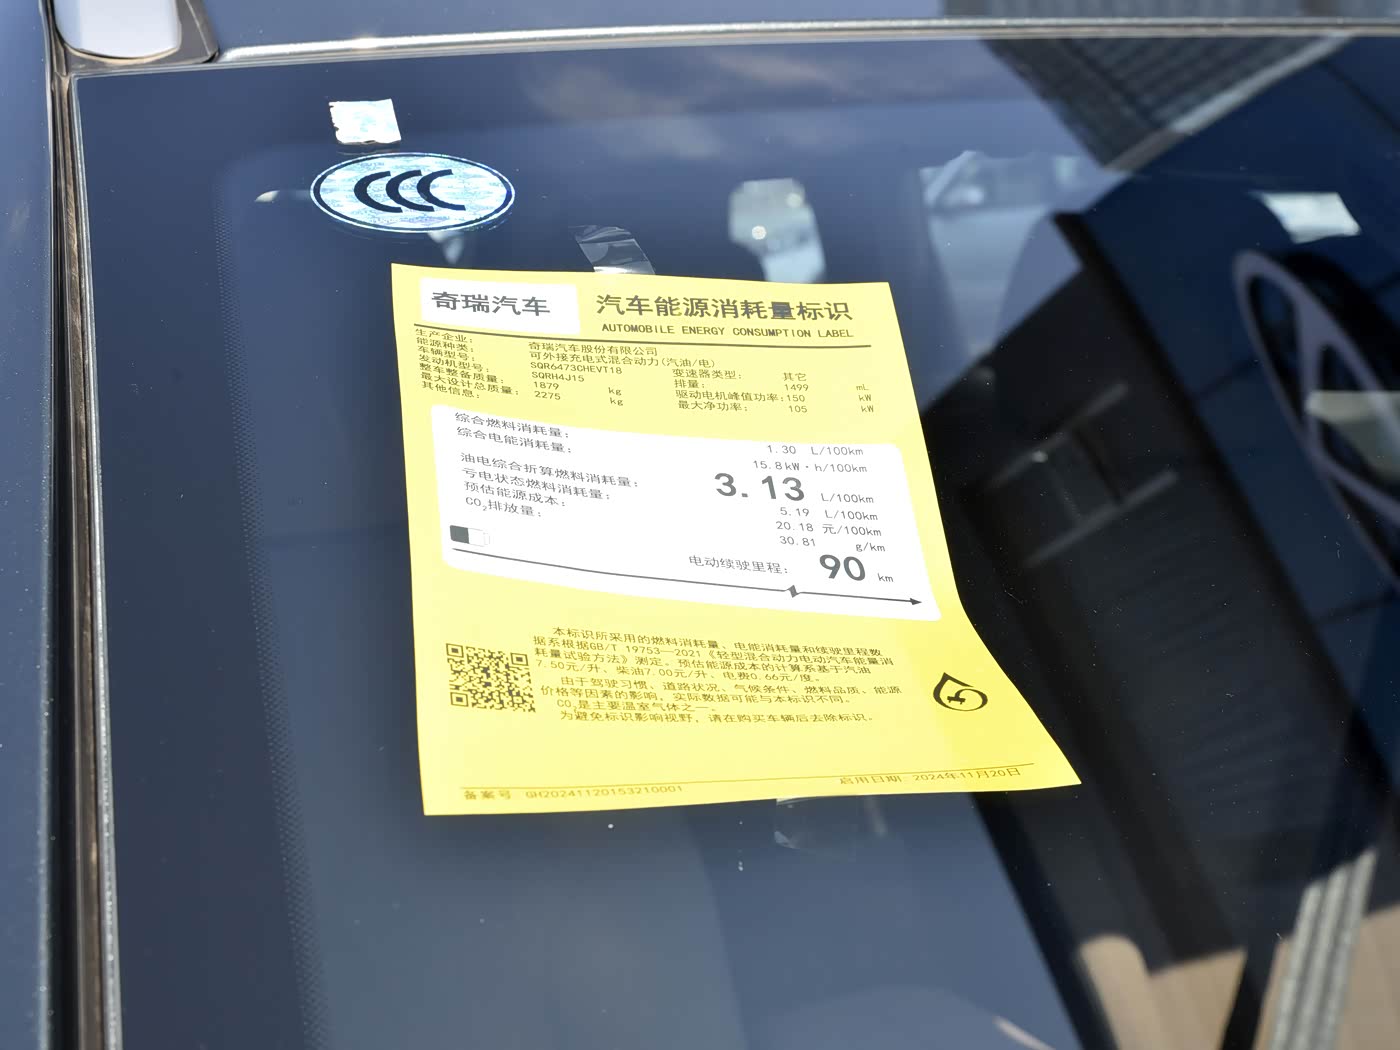 CCC
奇瑞汽车
汽车能源消耗量标识
AUTOMOBILE ENERGY CONSUMPTION LABEL
生产企业： 奇瑞汽车股份有限公司
能源种类： 可外接充电式混合动力(汽油/电)
车辆型号： SQR6473CHEVT18 变速器类型： 其它
发动机型号： SQRH4J15 排量： 1499 mL
整车整备质量： 1879 kg 驱动电机峰值功率：150 kW
最大设计总质量： 2275 kg 最大净功率： 105 kW
其他信息：
综合燃料消耗量： 1.30 L/100km
综合电能消耗量： 15.8 kW·h/100km
油电综合折算燃料消耗量： 3.13 L/100km
亏电状态燃料消耗量： 5.19 L/100km
预估能源成本： 20.18 元/100km
CO₂排放量： 30.81 g/km
电动续驶里程： 90 km
本标识所采用的燃料消耗量、电能消耗量和续驶里程数
据系根据GB/T 19753—2021《轻型混合动力电动汽车能量消
耗量试验方法》测定。预估能源成本的计算系基于汽油
7.50元/升、柴油7.00元/升、电费0.66元/度。
由于驾驶习惯、道路状况、气候条件、燃料品质、能源
价格等因素的影响，实际数据可能与本标识不同。
CO₂是主要温室气体之一。
为避免标识影响视野，请在购买车辆后去除标识。
备案号 QH20241120153210001 启用日期：2024年11月20日